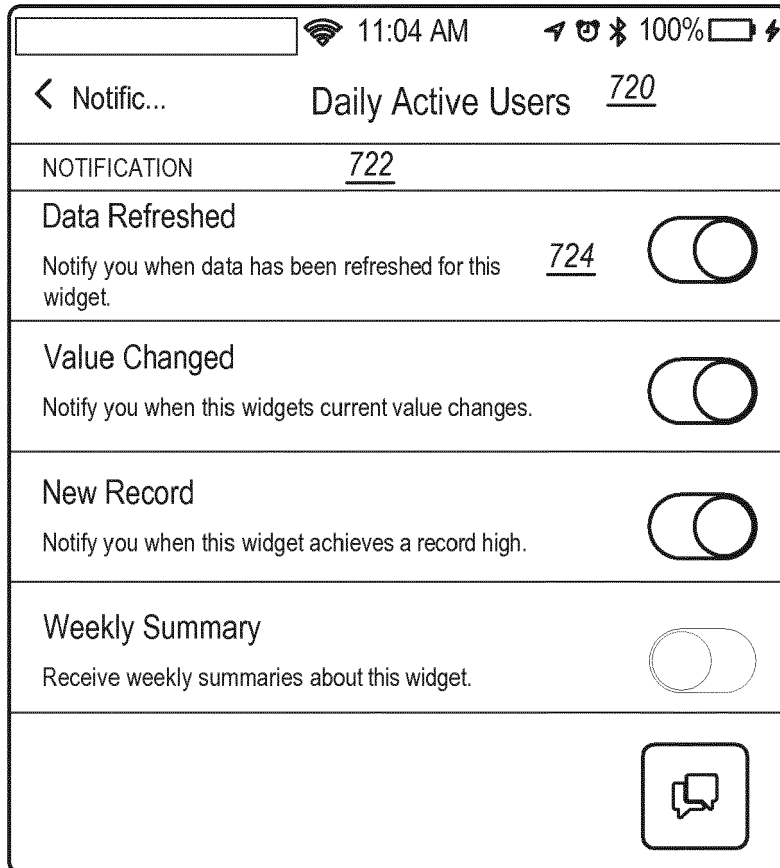 11:04 AM 100%
Notific... Daily Active Users 720
NOTIFICATION 722
Data Refreshed
Notify you when data has been refreshed for this 724
widget.
Value Changed
Notify you when this widgets current value changes.
New Record
Notify you when this widget achieves a record high.
Weekly Summary
Receive weekly summaries about this widget.